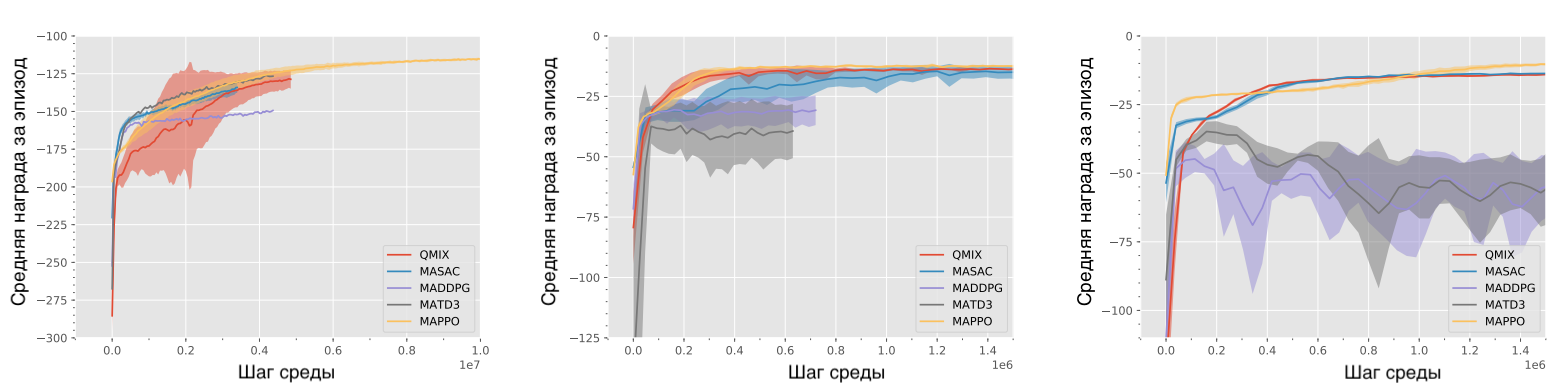 Средняя награда за эпизод
−100
−125
−150
−175
−200
−225
−250
−275
−300
0.0
0.2
0.4
0.6
0.8
1.0
1e7
Шаг среды
QMIX
MASAC
MADDPG
MATD3
MAPPO
Средняя награда за эпизод
0
−25
−50
−75
−100
−125
0.0
0.2
0.4
0.6
0.8
1.0
1.2
1.4
1e6
Шаг среды
QMIX
MASAC
MADDPG
MATD3
MAPPO
Средняя награда за эпизод
0
−25
−50
−75
−100
0.0
0.2
0.4
0.6
0.8
1.0
1.2
1.4
1e6
Шаг среды
QMIX
MASAC
MADDPG
MATD3
MAPPO